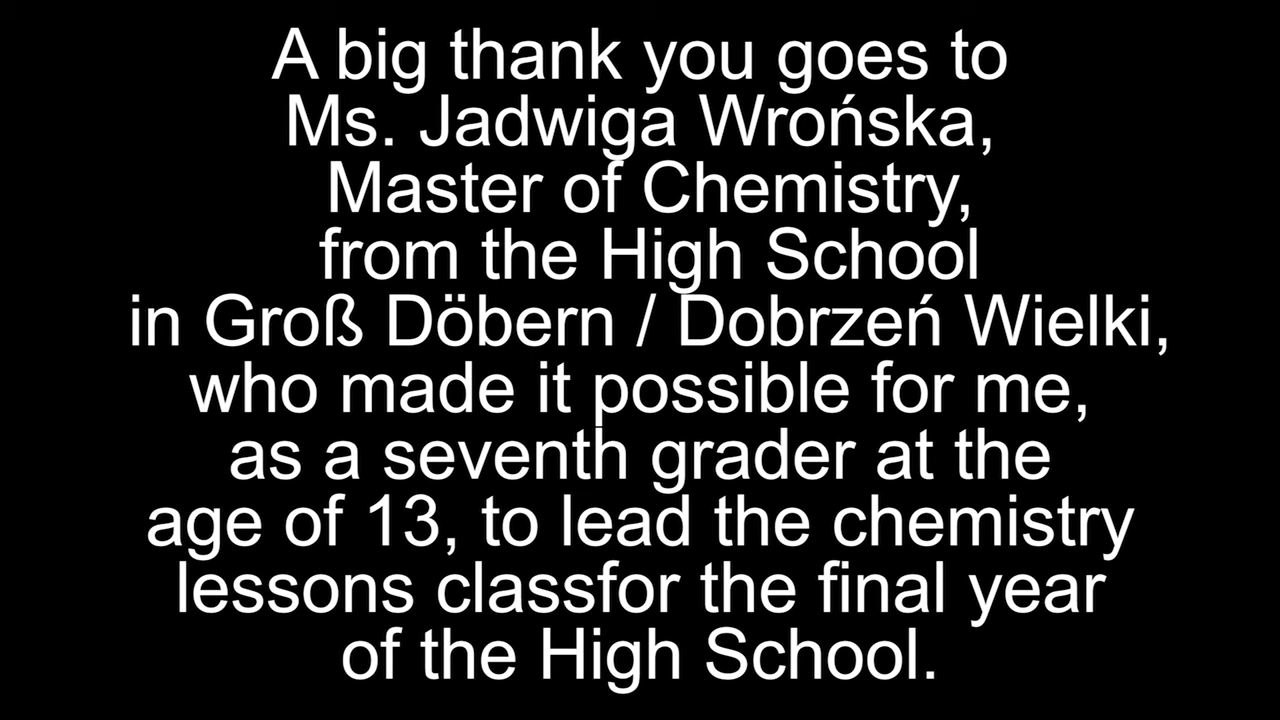 A big thank you goes to
Ms. Jadwiga Wrońska,
Master of Chemistry,
from the High School
in Groß Döbern / Dobrzeń Wielki,
who made it possible for me,
as a seventh grader at the
age of 13, to lead the chemistry
lessons classfor the final year
of the High School.